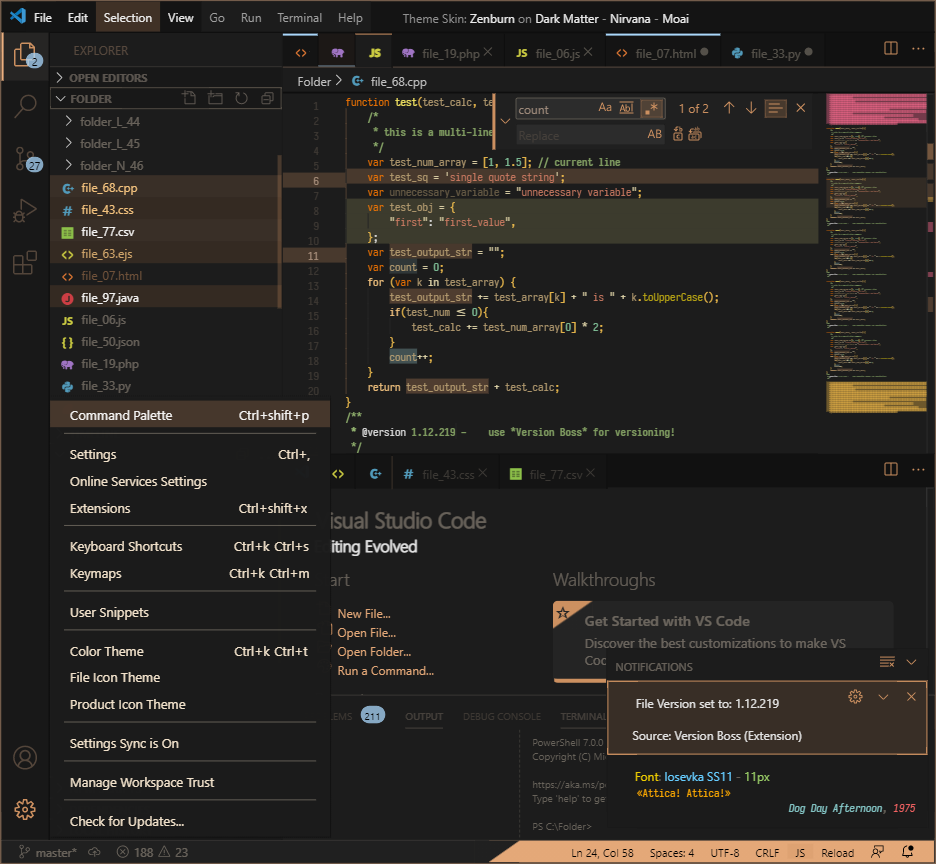 File Edit Selection View Go Run Terminal Help Theme Skin: Zenburn on Dark Matter - Nirvana - Moai
2
EXPLORER
JS file_19.php JS file_06.js file_07.html file_33.py
OPEN EDITORS
FOLDER
Folder > file_68.cpp
folder_L_44
folder_L_45
folder_N_46
27
file_68.cpp
file_43.css
file_77.csv
file_63.ejs
file_07.html
file_97.java
JS file_06.js
{} file_50.json
file_19.php
file_33.py
count Aa Ab .* 1 of 2
Replace AB
1 function test(test_calc, te
2 /*
3 * this is a multi-line
4 */
5 var test_num_array = [1, 1.5]; // current line
6 var test_sq = 'single quote string';
7 var unnecessary_variable = "unnecessary variable";
8 var test_obj = {
9 "first": "first_value",
10 };
11 var test_output_str = "";
12 var count = 0;
13 for (var k in test_array) {
14 test_output_str += test_array[k] + " is " + k.toUpperCase();
15 if(test_num ≤ 0){
16 test_calc += test_num_array[0] * 2;
17 }
18 count++;
19 }
20 return test_output_str + test_calc;
}
/**
* @version 1.12.219 - use *Version Boss* for versioning!
*/
Command Palette Ctrl+shift+p
Settings Ctrl+,
Online Services Settings
Extensions Ctrl+shift+x
Keyboard Shortcuts Ctrl+k Ctrl+s
Keymaps Ctrl+k Ctrl+m
User Snippets
Color Theme Ctrl+k Ctrl+t
File Icon Theme
Product Icon Theme
Settings Sync is On
Manage Workspace Trust
Check for Updates...
file_43.css file_77.csv
isual Studio Code
iting Evolved
art
New File...
Open File...
Open Folder...
Run a Command...
Walkthroughs
Get Started with VS Code
Discover the best customizations to make VS
Coc
NOTIFICATIONS
File Version set to: 1.12.219
Source: Version Boss (Extension)
LEMS 211 OUTPUT DEBUG CONSOLE TERMINAL
PowerShell 7.0.0
Copyright (C) Mi
https://aka.ms/p
Type 'help' to ge
PS C:\Folder>
Font: Iosevka SS11 - 11px
«Attica! Attica!»
Dog Day Afternoon, 1975
master* 188 23 Ln 24, Col 58 Spaces: 4 UTF-8 CRLF JS Reload